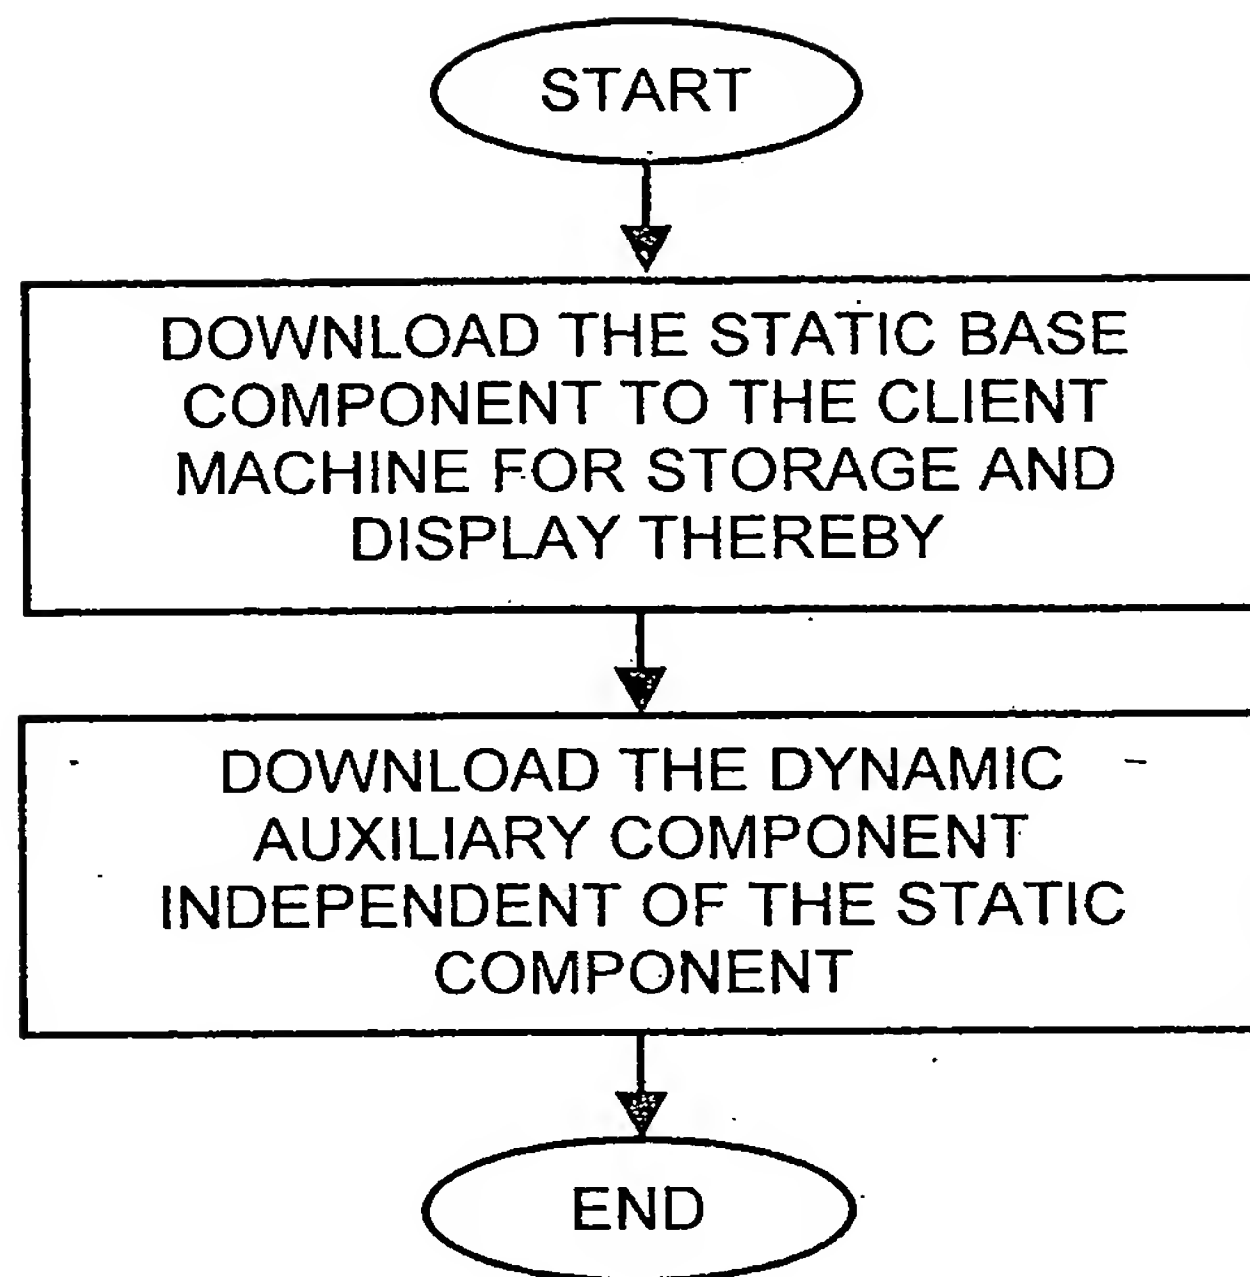 START
DOWNLOAD THE STATIC BASE
COMPONENT TO THE CLIENT
MACHINE FOR STORAGE AND
DISPLAY THEREBY
DOWNLOAD THE DYNAMIC
AUXILIARY COMPONENT
INDEPENDENT OF THE STATIC
COMPONENT
END